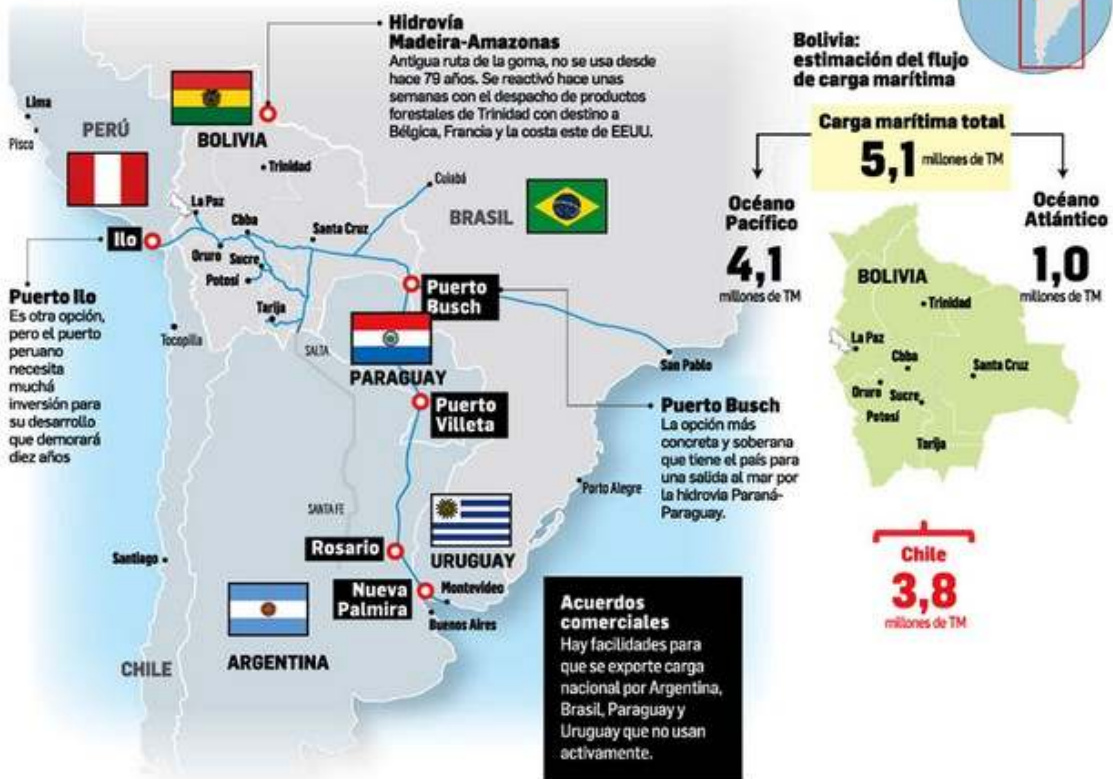 Hidrovía
Madeira-Amazonas
Antigua ruta de la goma, no se usa desde
hace 79 años. Se reactivó hace unas
semanas con el despacho de productos
forestales de Trinidad con destino a
Bélgica, Francia y la costa este de EEUU.
Bolivia:
estimación del flujo
de carga marítima
Carga marítima total
5,1 millones de TM
Océano
Pacífico
4,1
millones de TM
Océano
Atlántico
1,0
millones de TM
BOLIVIA
Trinidad
La Paz
Cbba
Santa Cruz
Oruro
Sucre
Potosí
Tarija
Chile
3,8
millones de TM
Lima
Pisco
PERÚ
BOLIVIA
Trinidad
Cuiabá
BRASIL
La Paz
Cbba
Santa Cruz
Ilo
Oruro
Sucre
Potosí
Tarija
Puerto
Busch
Puerto Ilo
Es otra opción,
pero el puerto
peruano
necesita
muchá
inversión para
su desarrollo
que demorará
diez años
Tocopilla
SALTA
PARAGUAY
San Pablo
Puerto
Villeta
Puerto Busch
La opción más
concreta y soberana
que tiene el país para
una salida al mar por
la hidrovía Paraná-
Paraguay.
Porto Alegre
SANTA FE
URUGUAY
Santiago
Rosario
Nueva
Palmira
Montevideo
Buenos Aires
CHILE
ARGENTINA
Acuerdos
comerciales
Hay facilidades para
que se exporte carga
nacional por Argentina,
Brasil, Paraguay y
Uruguay que no usan
activamente.